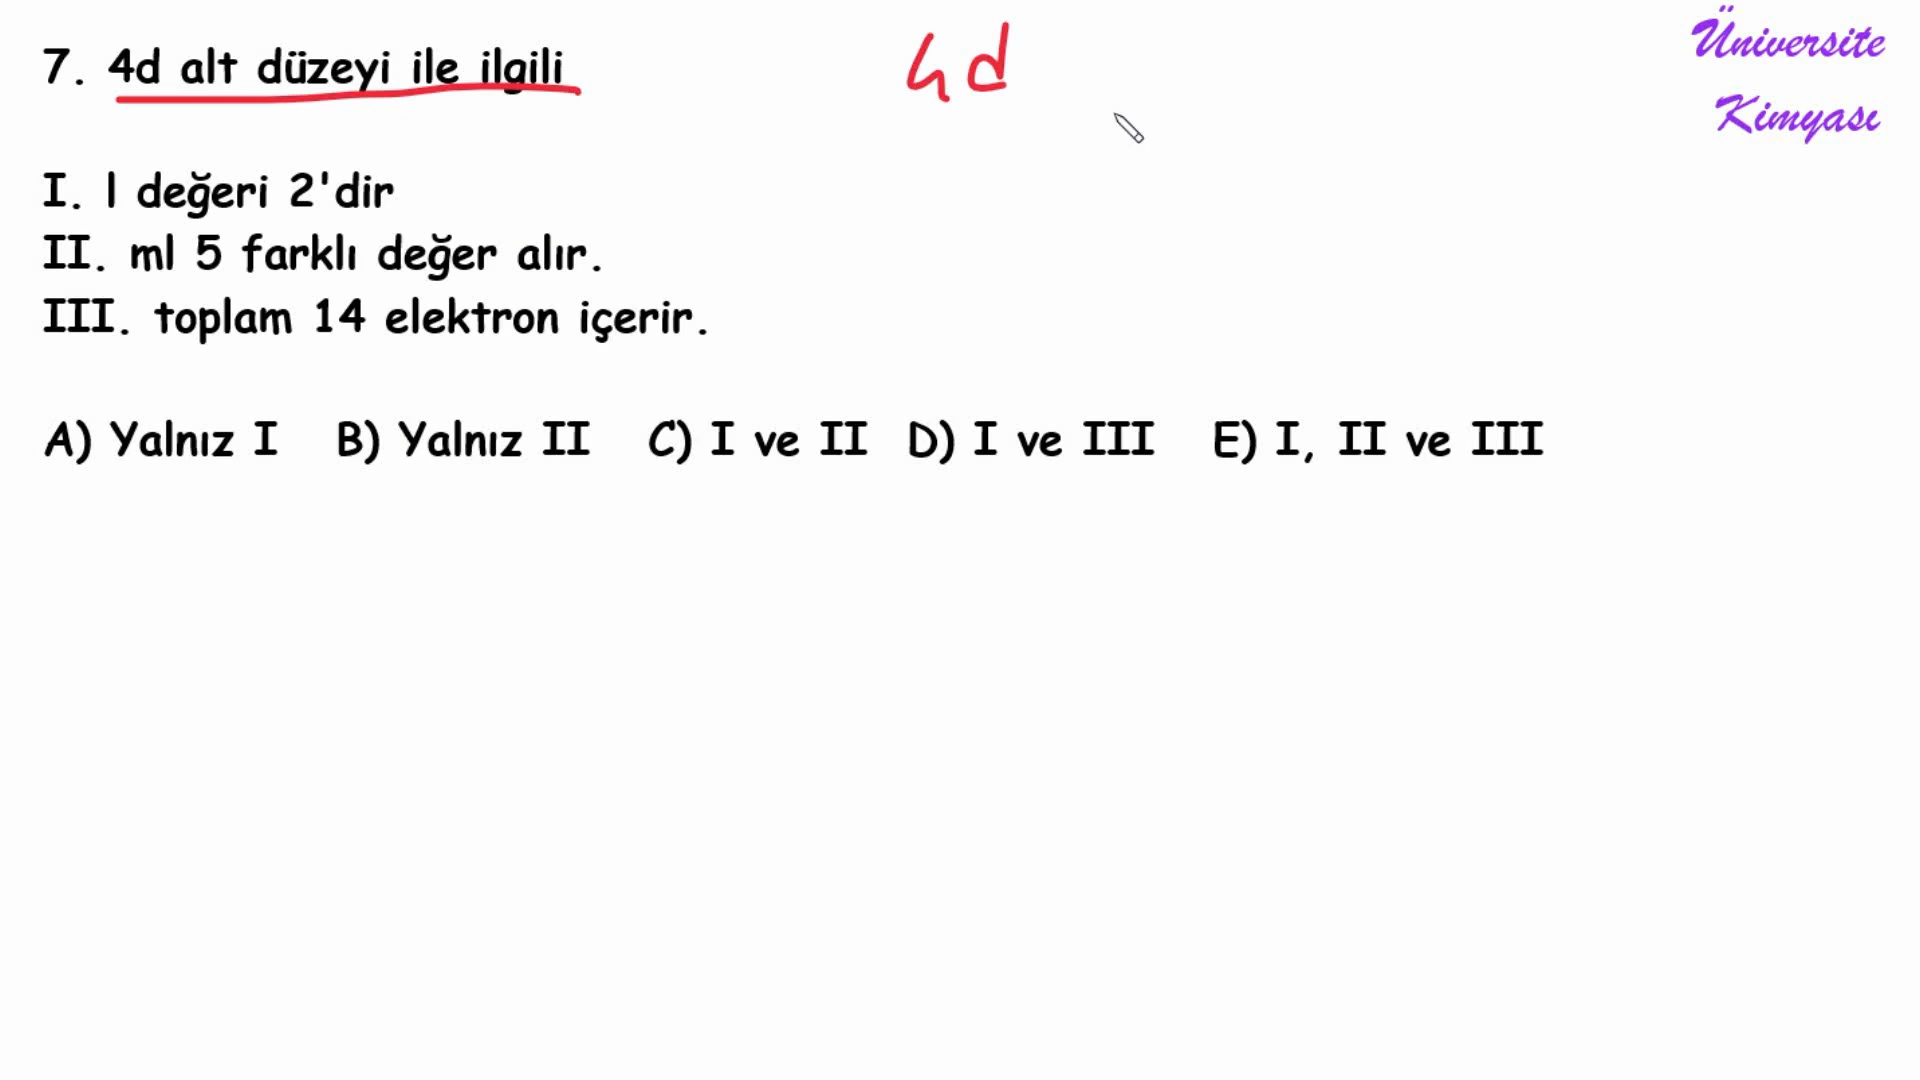 7. 4d alt düzeyi ile ilgili
4d
Üniversite
Kimyası
I. l değeri 2'dir
II. ml 5 farklı değer alır.
III. toplam 14 elektron içerir.
A) Yalnız I B) Yalnız II C) I ve II D) I ve III E) I, II ve III